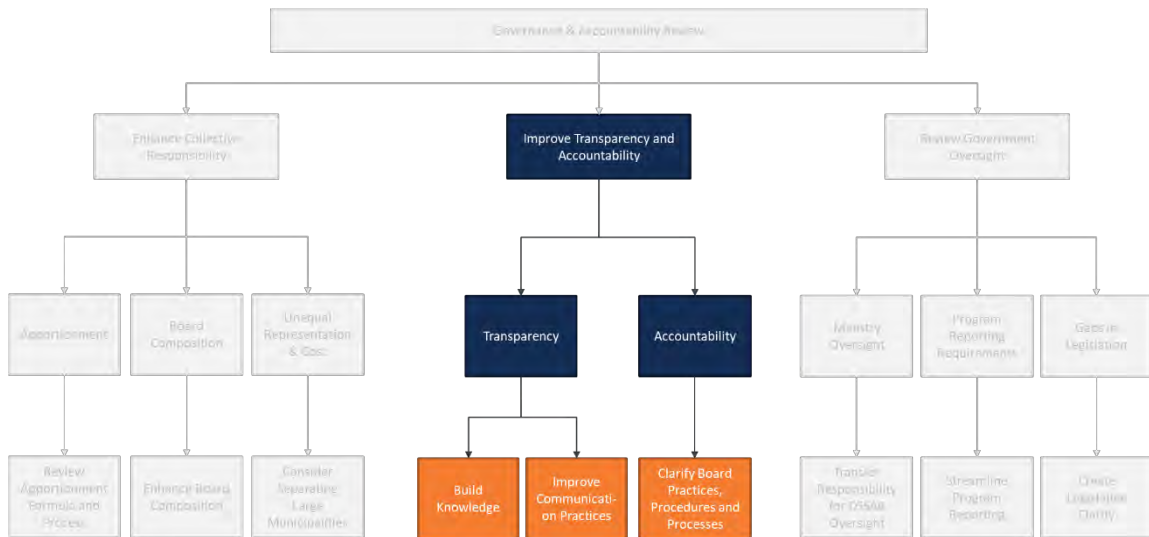 Governance & Accountability Review
Enhance Collective
Responsibility
Improve Transparency and
Accountability
Review Government
Oversight
Apportionment
Board
Composition
Unequal
Representation
& Cost
Transparency
Accountability
Ministry
Oversight
Program
Reporting
Requirements
Gaps in
Legislation
Review
Apportionment
Formula and
Process
Enhance Board
Composition
Consider
Separating
Large
Municipalities
Build
Knowledge
Improve
Communicati-
on Practices
Clarify Board
Practices,
Procedures and
Processes
Transfer
Responsibility
for DSSAB
Oversight
Streamline
Program
Reporting
Create
Legislative
Clarity